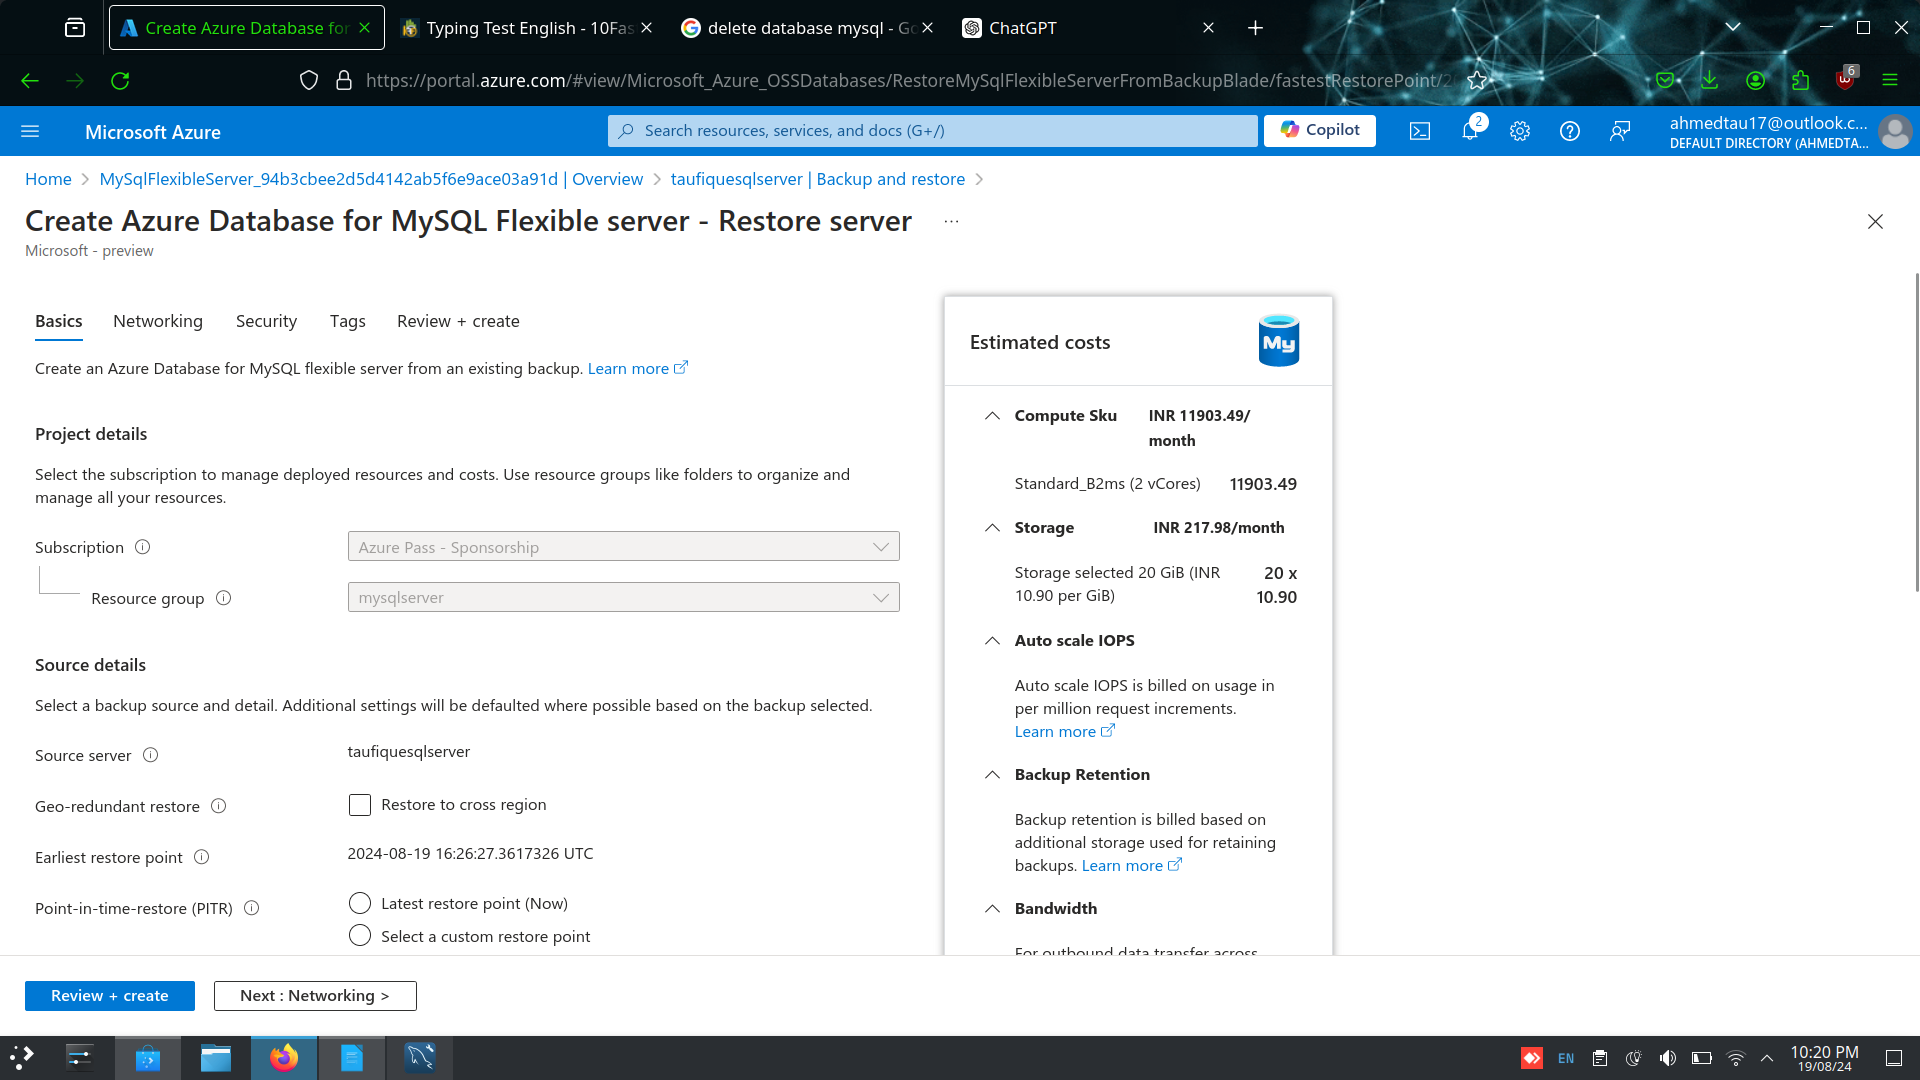 Create Azure Database for
Typing Test English - 10Fas
delete database mysql - Go
ChatGPT
https://portal.azure.com/#view/Microsoft_Azure_OSSDatabases/RestoreMySqlFlexibleServerFromBackupBlade/fastestRestorePoint/2
6
Microsoft Azure
Search resources, services, and docs (G+/)
Copilot
2
ahmedtau17@outlook.c...
DEFAULT DIRECTORY (AHMEDTA...
Home
MySqlFlexibleServer_94b3cbee2d5d4142ab5f6e9ace03a91d | Overview
taufiquesqlserver | Backup and restore
Create Azure Database for MySQL Flexible server - Restore server
...
Microsoft - preview
Basics
Networking
Security
Tags
Review + create
Create an Azure Database for MySQL flexible server from an existing backup. Learn more
Project details
Select the subscription to manage deployed resources and costs. Use resource groups like folders to organize and
manage all your resources.
Subscription
Azure Pass - Sponsorship
Resource group
mysqlserver
Source details
Select a backup source and detail. Additional settings will be defaulted where possible based on the backup selected.
Source server
taufiquesqlserver
Geo-redundant restore
Restore to cross region
Earliest restore point
2024-08-19 16:26:27.3617326 UTC
Point-in-time-restore (PITR)
Latest restore point (Now)
Select a custom restore point
Estimated costs
My
Compute Sku
INR 11903.49/
month
Standard_B2ms (2 vCores)
11903.49
Storage
INR 217.98/month
Storage selected 20 GiB (INR
10.90 per GiB)
20 x
10.90
Auto scale IOPS
Auto scale IOPS is billed on usage in
per million request increments.
Learn more
Backup Retention
Backup retention is billed based on
additional storage used for retaining
backups. Learn more
Bandwidth
For outbound data transfer across
Review + create
Next : Networking >
EN
10:20 PM
19/08/24